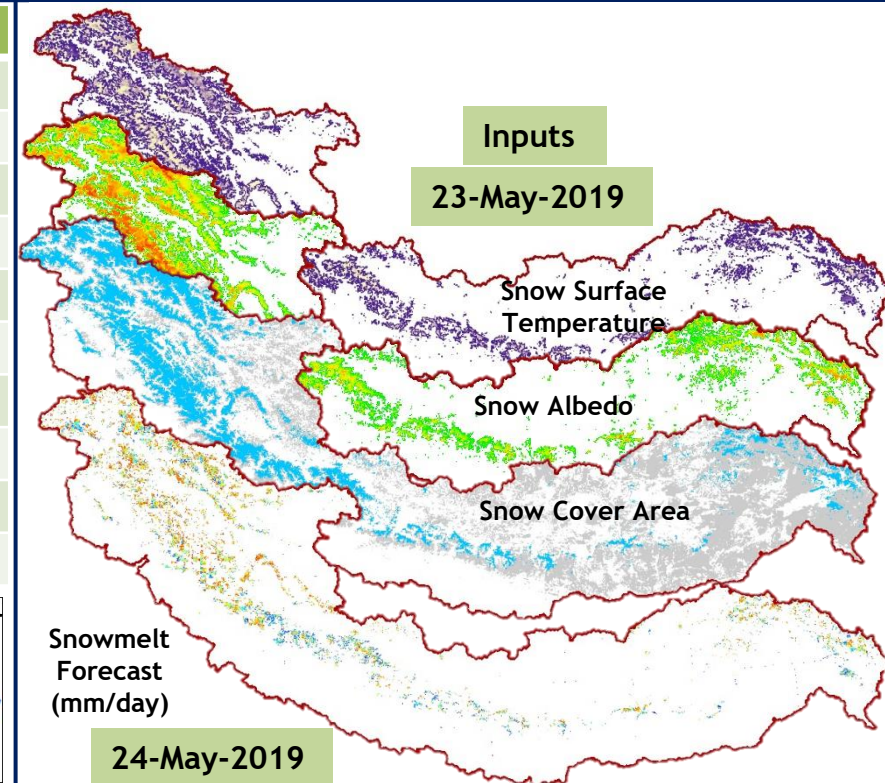 Inputs
23-May-2019
Snow Surface
Temperature
Snow Albedo
Snow Cover Area
Snowmelt
Forecast
(mm/day)
24-May-2019